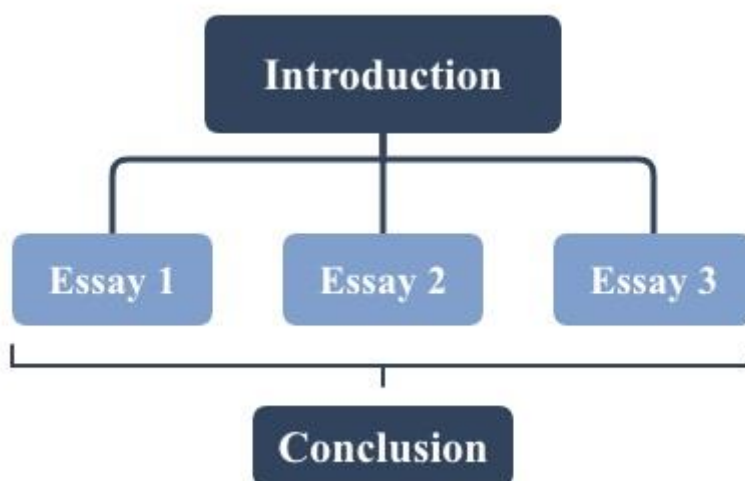 Introduction
Essay 1
Essay 2
Essay 3
Conclusion